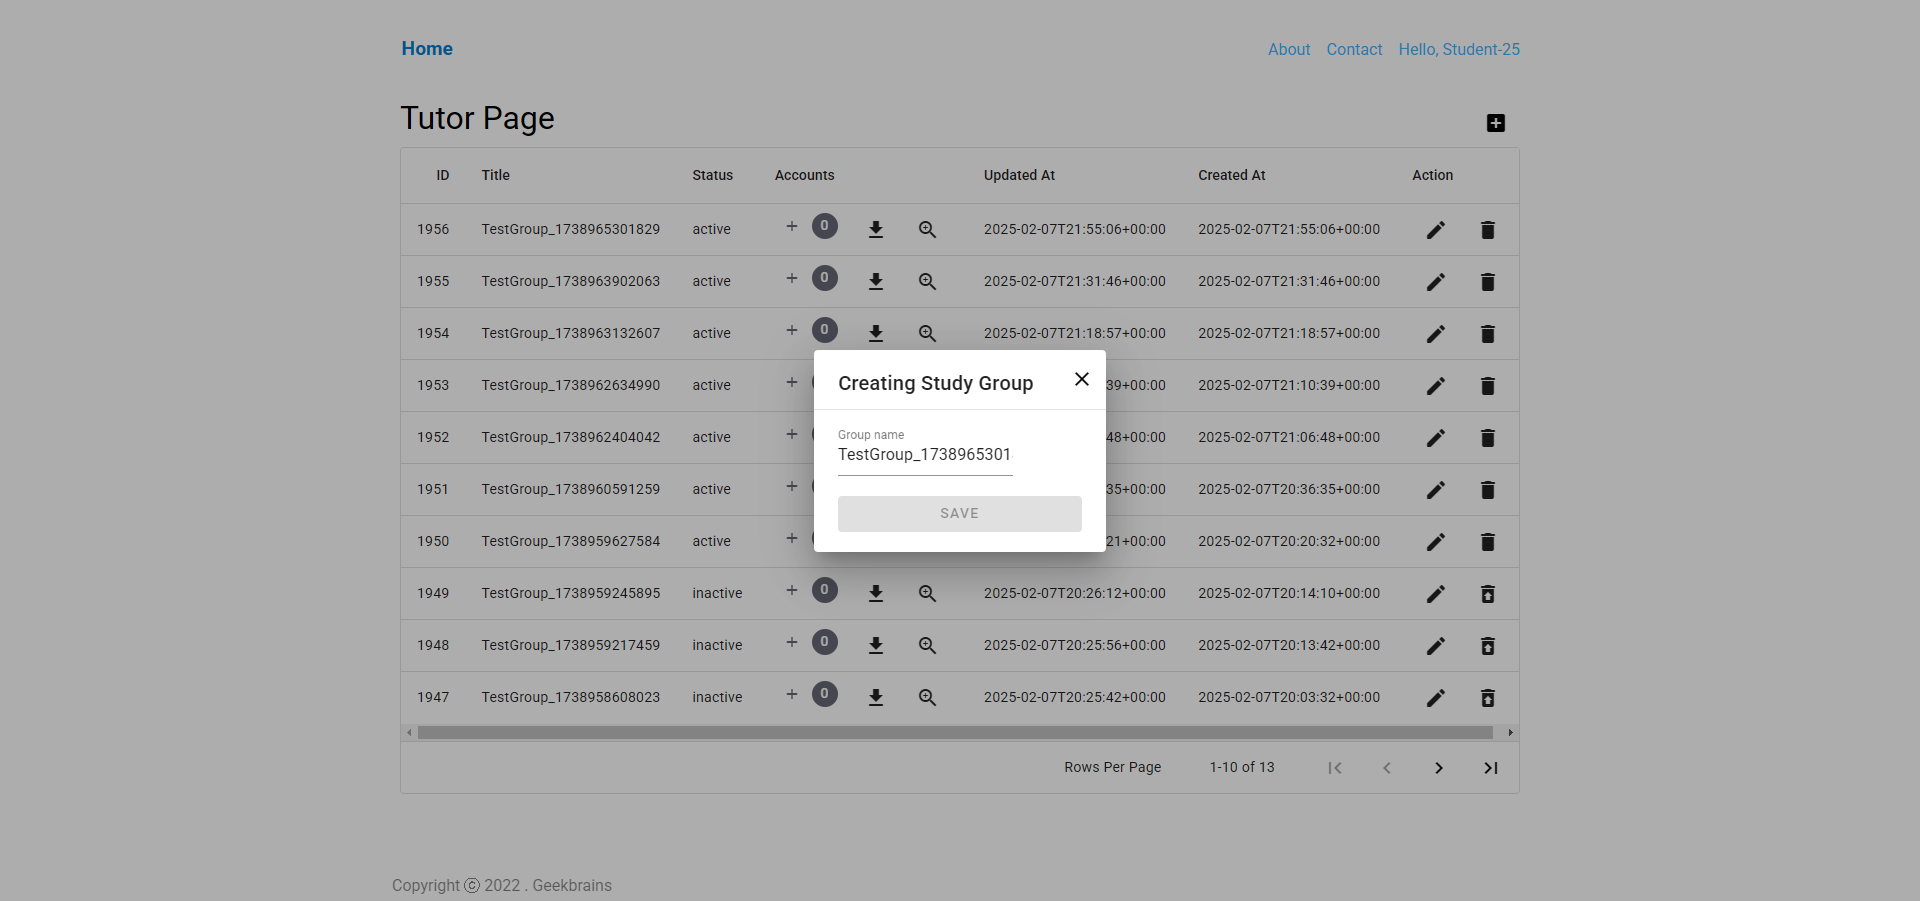 Home About Contact Hello, Student-25
Tutor Page
ID Title Status Accounts Updated At Created At Action
1956 TestGroup_1738965301829 active + 0 2025-02-07T21:55:06+00:00 2025-02-07T21:55:06+00:00
1955 TestGroup_1738963902063 active + 0 2025-02-07T21:31:46+00:00 2025-02-07T21:31:46+00:00
1954 TestGroup_1738963132607 active + 0 2025-02-07T21:18:57+00:00 2025-02-07T21:18:57+00:00
1953 TestGroup_1738962634990 active + 39+00:00 2025-02-07T21:10:39+00:00
1952 TestGroup_1738962404042 active + 48+00:00 2025-02-07T21:06:48+00:00
1951 TestGroup_1738960591259 active + 35+00:00 2025-02-07T20:36:35+00:00
1950 TestGroup_1738959627584 active + 21+00:00 2025-02-07T20:20:32+00:00
1949 TestGroup_1738959245895 inactive + 0 2025-02-07T20:26:12+00:00 2025-02-07T20:14:10+00:00
1948 TestGroup_1738959217459 inactive + 0 2025-02-07T20:25:56+00:00 2025-02-07T20:13:42+00:00
1947 TestGroup_1738958608023 inactive + 0 2025-02-07T20:25:42+00:00 2025-02-07T20:03:32+00:00
Creating Study Group
Group name
TestGroup_1738965301
SAVE
Rows Per Page 1-10 of 13
Copyright © 2022 . Geekbrains